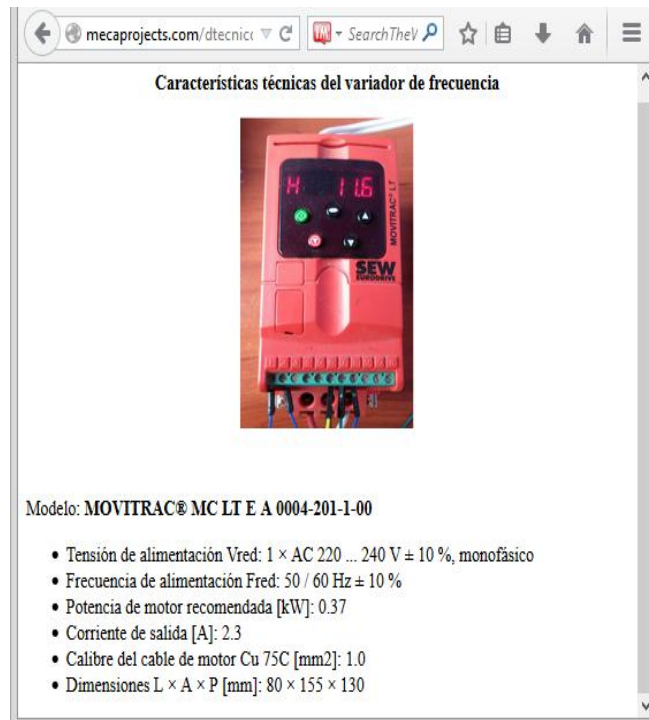 mecaprojects.com/dtecnico
SearchTheV
Características técnicas del variador de frecuencia
H 11.6
MOVITRAC® LT
SEW
EURODRIVE
Modelo: MOVITRAC® MC LT E A 0004-201-1-00
• Tensión de alimentación Vred: 1 × AC 220 ... 240 V ± 10 %, monofásico
• Frecuencia de alimentación Fred: 50 / 60 Hz ± 10 %
• Potencia de motor recomendada [kW]: 0.37
• Corriente de salida [A]: 2.3
• Calibre del cable de motor Cu 75C [mm2]: 1.0
• Dimensiones L × A × P [mm]: 80 × 155 × 130